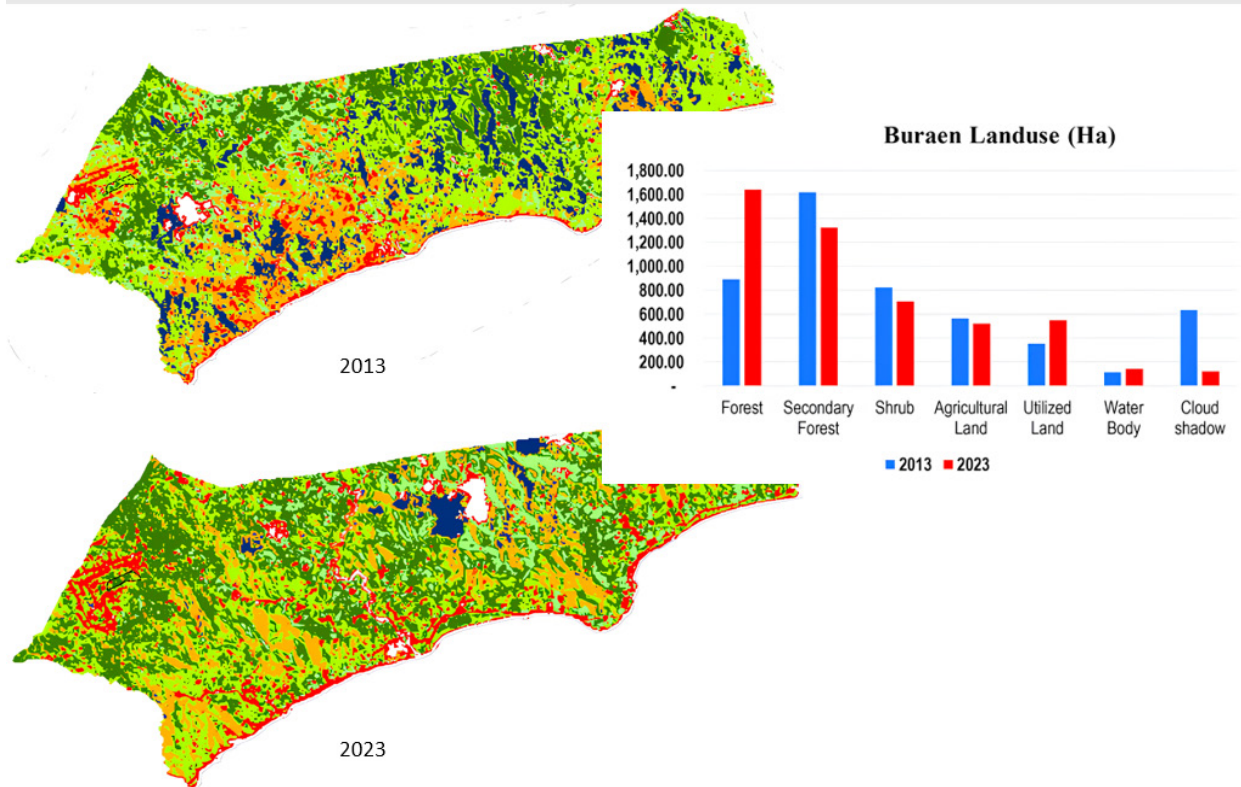 2013
Buraen Landuse (Ha)
1,800.00
1,600.00
1,400.00
1,200.00
1,000.00
800.00
600.00
400.00
200.00
-
Forest
Secondary
Forest
Shrub
Agricultural
Land
Utilized
Land
Water
Body
Cloud
shadow
2013 2023
2023